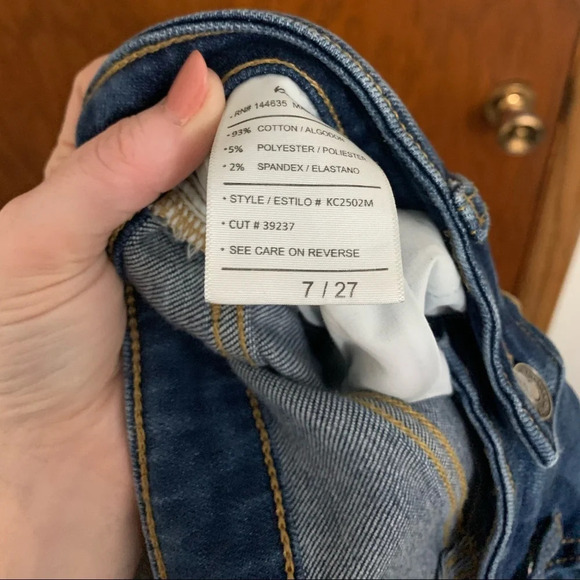 • RN# 144635
• 93% COTTON / ALGODON
• 5% POLYESTER / POLIESTER
• 2% SPANDEX / ELASTANO
• STYLE / ESTILO # KC2502M
• CUT # 39237
• SEE CARE ON REVERSE
7 / 27